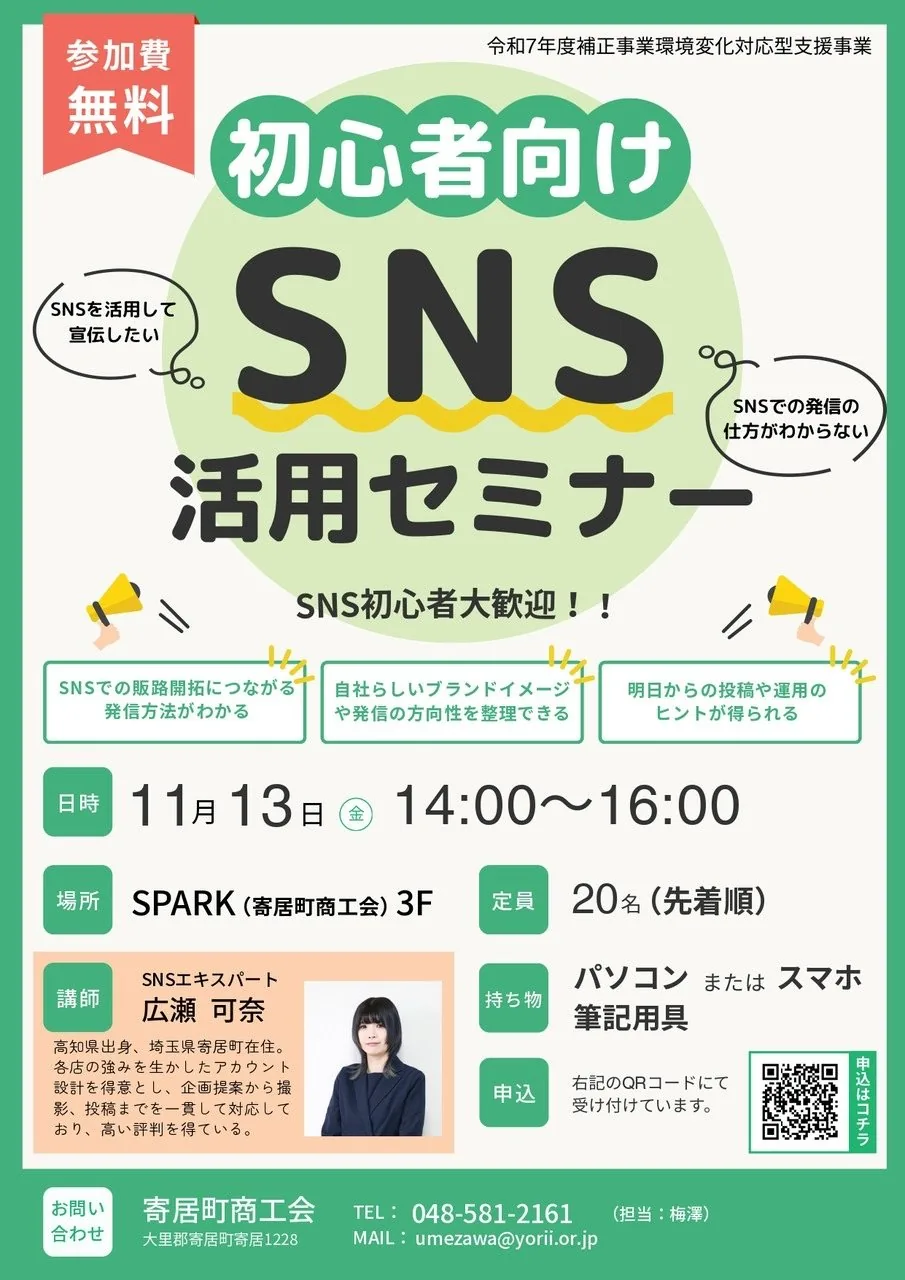 参加費
無料
令和7年度補正事業環境変化対応型支援事業
初心者向け
SNS
SNSを活用して
宣伝したい
SNSでの発信の
仕方がわからない
活用セミナー
SNS初心者大歓迎！！
SNSでの販路開拓につながる
発信方法がわかる
自社らしいブランドイメージ
や発信の方向性を整理できる
明日からの投稿や運用の
ヒントが得られる
日時 11月13日 金 14:00～16:00
場所 SPARK（寄居町商工会）3F
定員 20名（先着順）
講師 SNSエキスパート
広瀬 可奈
高知県出身、埼玉県寄居町在住。
各店の強みを生かしたアカウント
設計を得意とし、企画提案から撮
影、投稿までを一貫して対応して
おり、高い評判を得ている。
持ち物 パソコン または スマホ
筆記用具
申込 右記のQRコードにて
受け付けています。
申込はコチラ
お問い
合わせ
寄居町商工会
大里郡寄居町寄居1228
TEL： 048-581-2161 （担当：梅澤）
MAIL：umezawa@yorii.or.jp